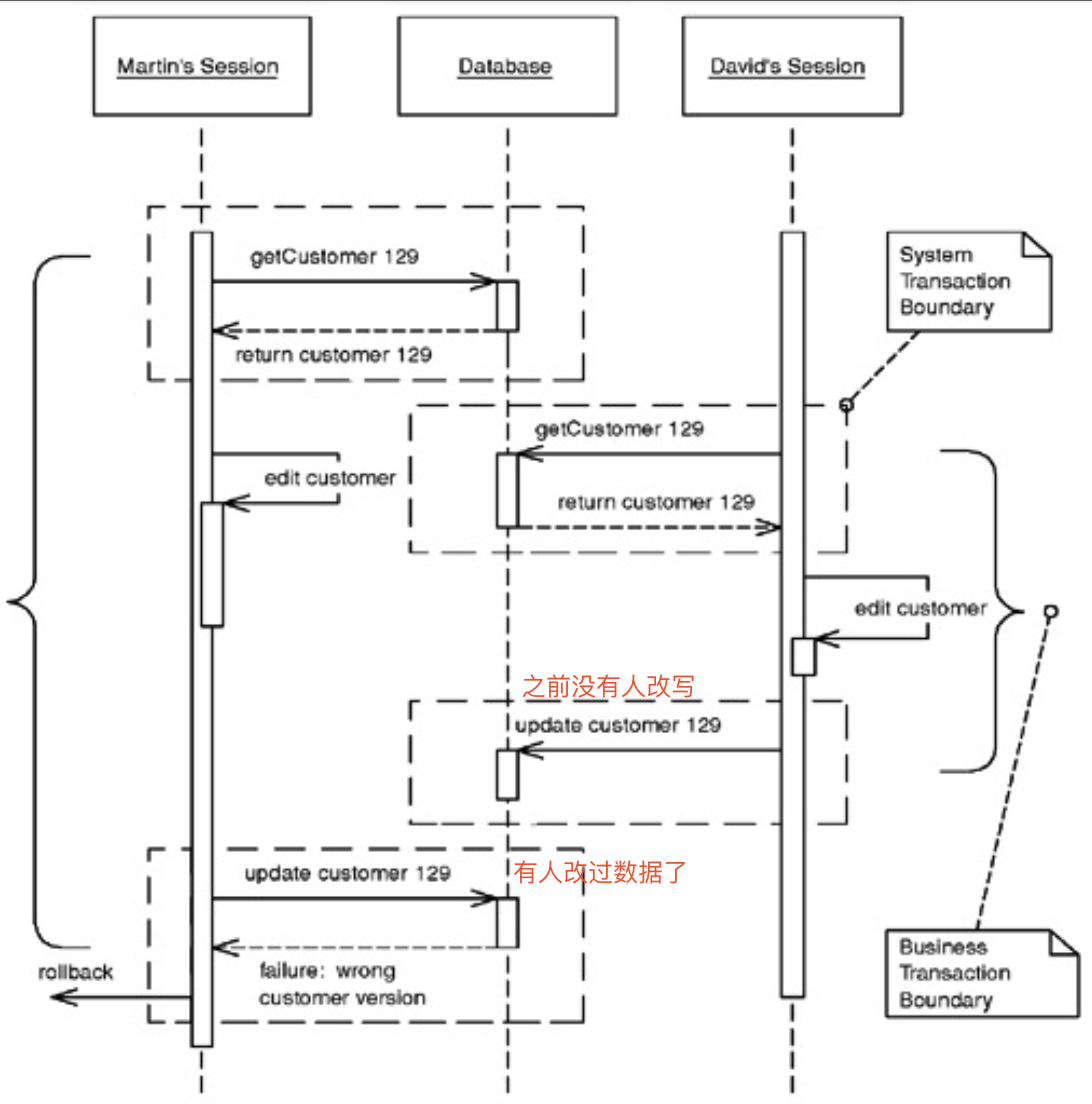 Martin's Session
Database
David's Session
getCustomer 129
return customer 129
System
Transaction
Boundary
getCustomer 129
edit customer
return customer 129
edit customer
之前没有人改写
update customer 129
update customer 129
有人改过数据了
rollback
failure: wrong
customer version
Business
Transaction
Boundary